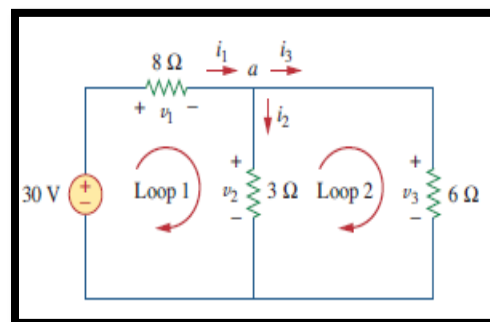 8 Ω i₁ a i₃
+ v₁ −
i₂
30 V + − Loop 1 + v₂ − 3 Ω Loop 2 + v₃ − 6 Ω